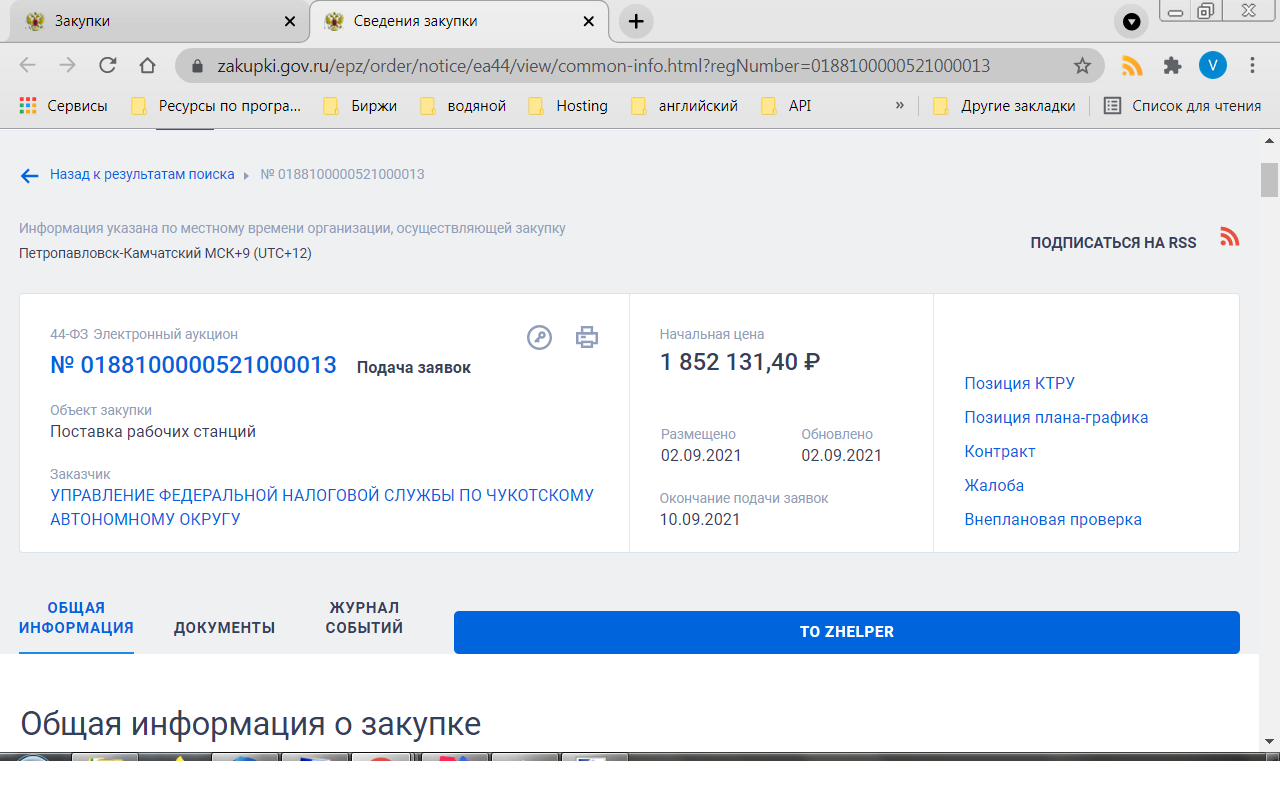 Закупки
Сведения закупки
zakupki.gov.ru/epz/order/notice/ea44/view/common-info.html?regNumber=0188100000521000013
V
Сервисы
Ресурсы по програ...
Биржи
водяной
Hosting
английский
API
»
Другие закладки
Список для чтения
Назад к результатам поиска
№ 0188100000521000013
Информация указана по местному времени организации, осуществляющей закупку
Петропавловск-Камчатский МСК+9 (UTC+12)
ПОДПИСАТЬСЯ НА RSS
44-ФЗ Электронный аукцион
№ 0188100000521000013 Подача заявок
Объект закупки
Поставка рабочих станций
Заказчик
УПРАВЛЕНИЕ ФЕДЕРАЛЬНОЙ НАЛОГОВОЙ СЛУЖБЫ ПО ЧУКОТСКОМУ
АВТОНОМНОМУ ОКРУГУ
Начальная цена
1 852 131,40 ₽
Размещено
02.09.2021
Обновлено
02.09.2021
Окончание подачи заявок
10.09.2021
Позиция КТРУ
Позиция плана-графика
Контракт
Жалоба
Внеплановая проверка
ОБЩАЯ
ИНФОРМАЦИЯ
ДОКУМЕНТЫ
ЖУРНАЛ
СОБЫТИЙ
TO ZHELPER
Общая информация о закупке